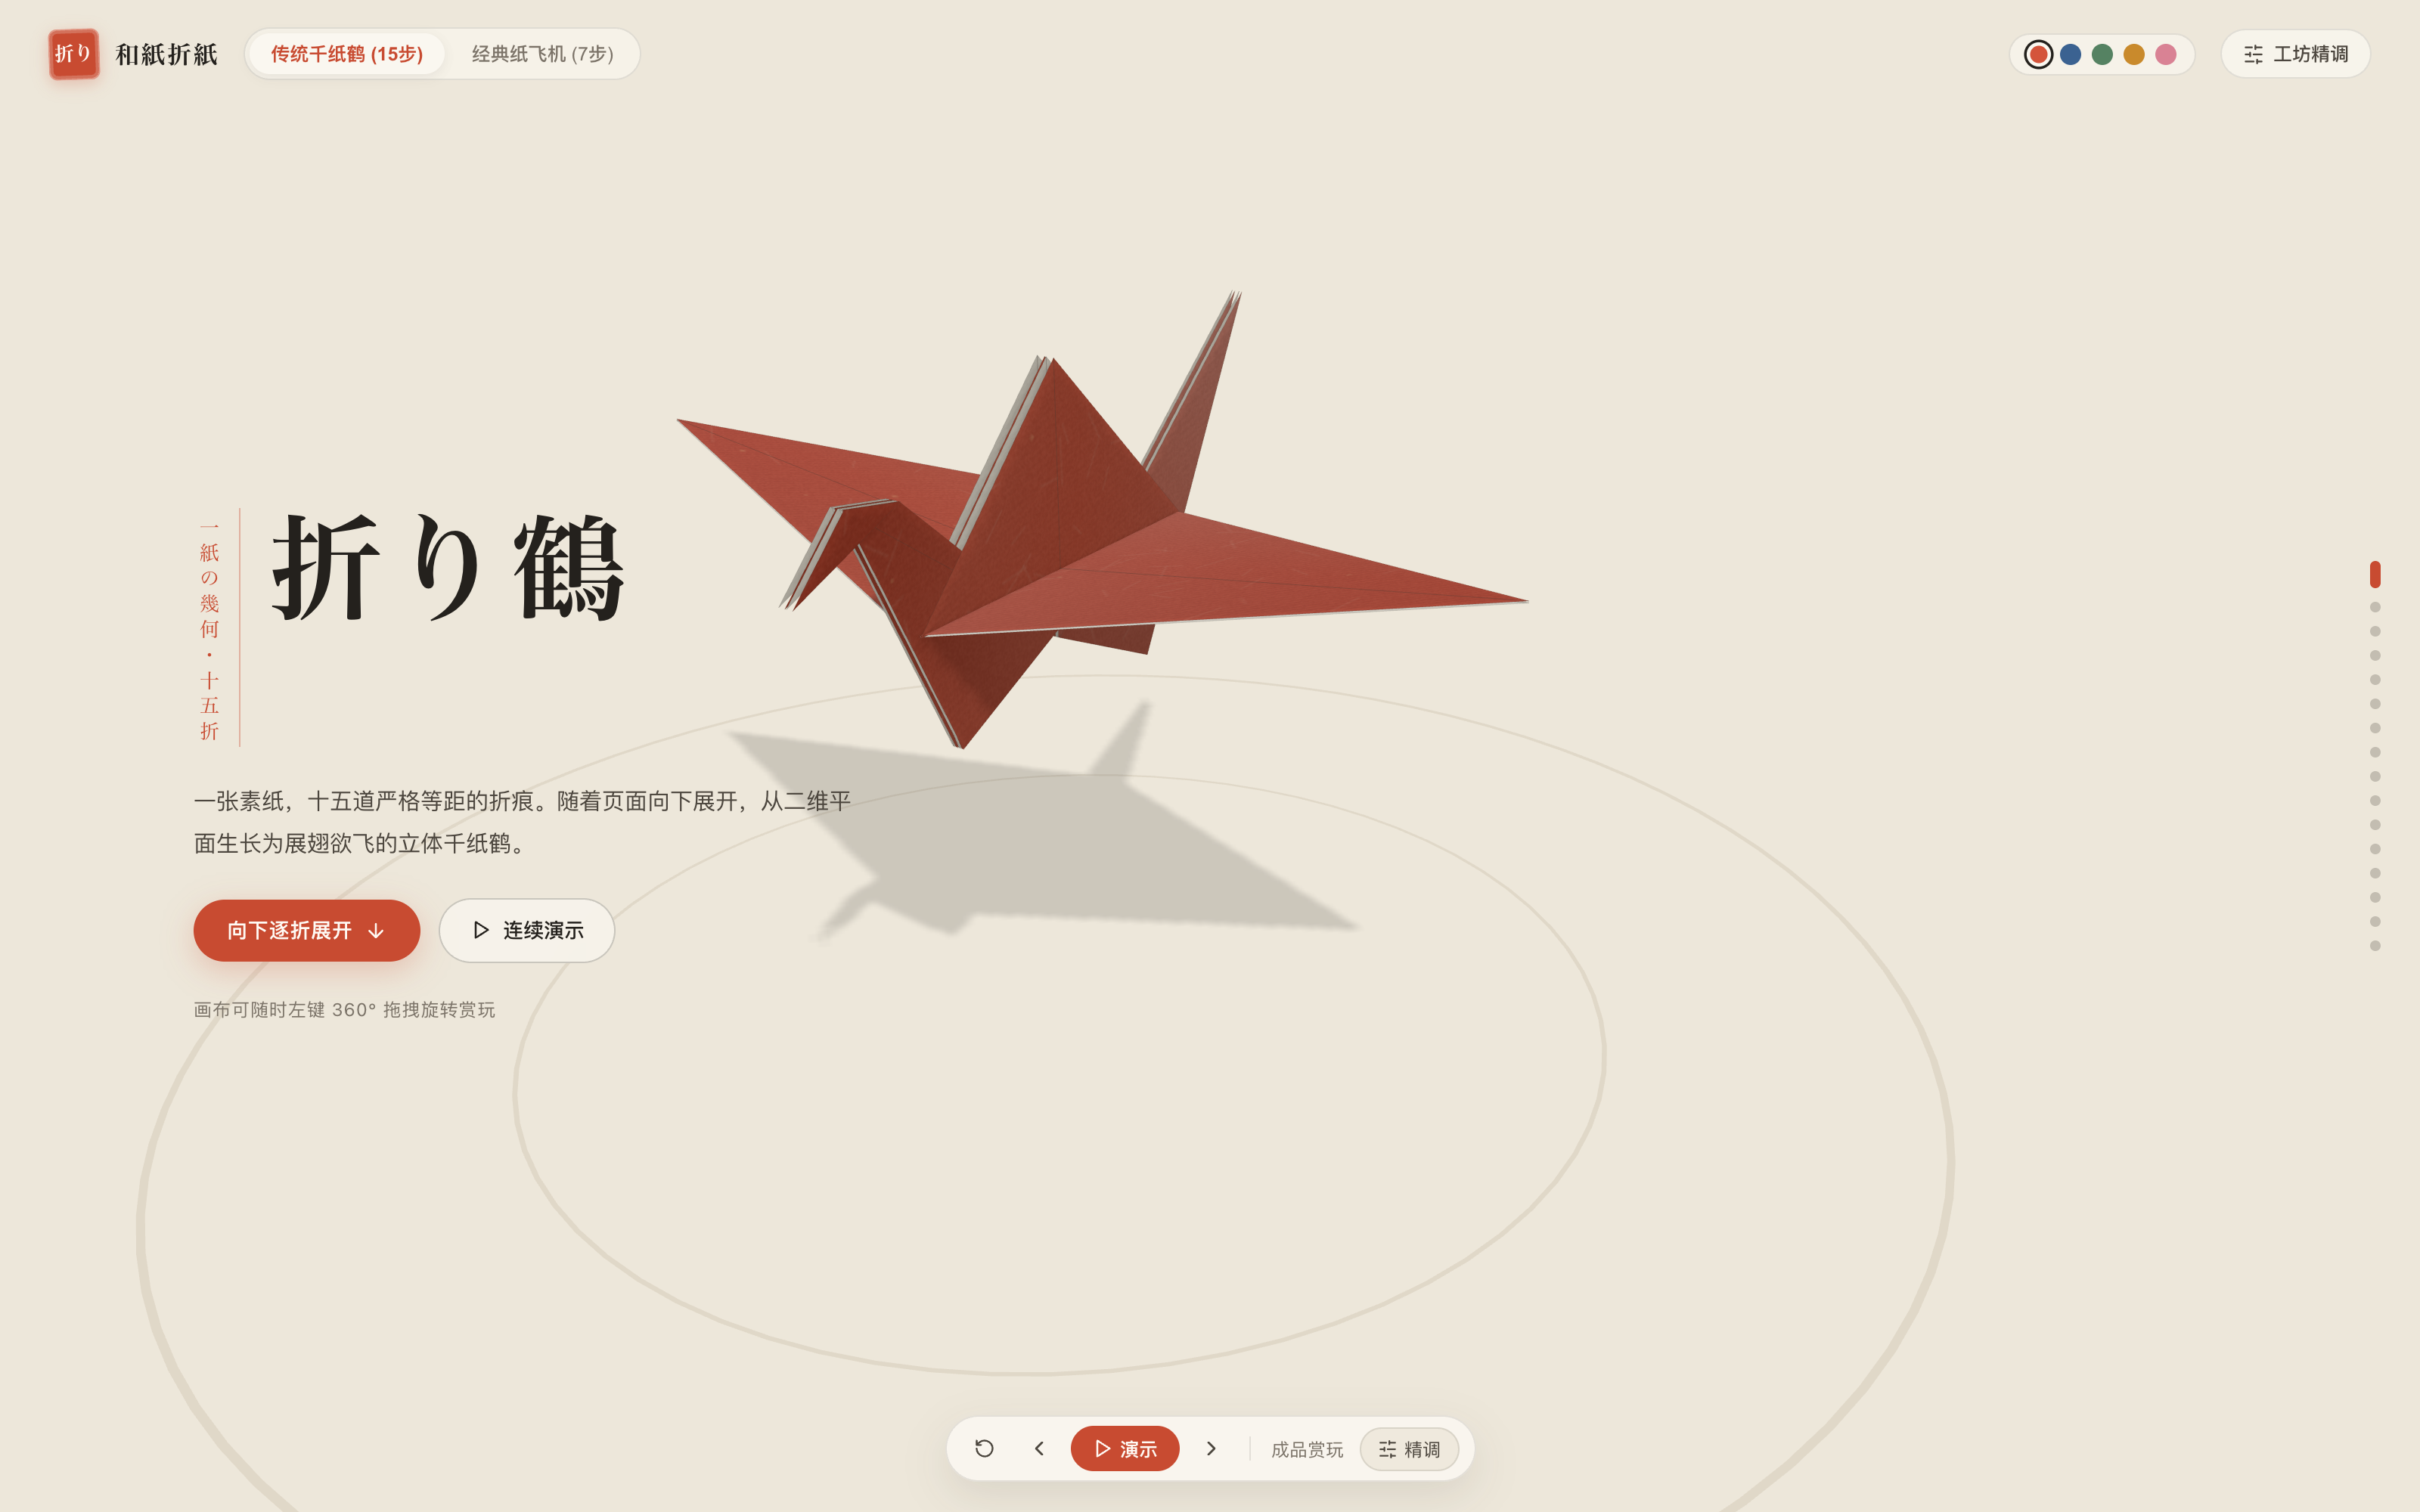 折り
和紙折紙
传统千纸鹤 (15步)
经典纸飞机 (7步)
工坊精调
一紙の幾何・十五折
折り鶴
一张素纸，十五道严格等距的折痕。随着页面向下展开，从二维平
面生长为展翅欲飞的立体千纸鹤。
向下逐折展开
连续演示
画布可随时左键 360° 拖拽旋转赏玩
演示
成品赏玩
精调